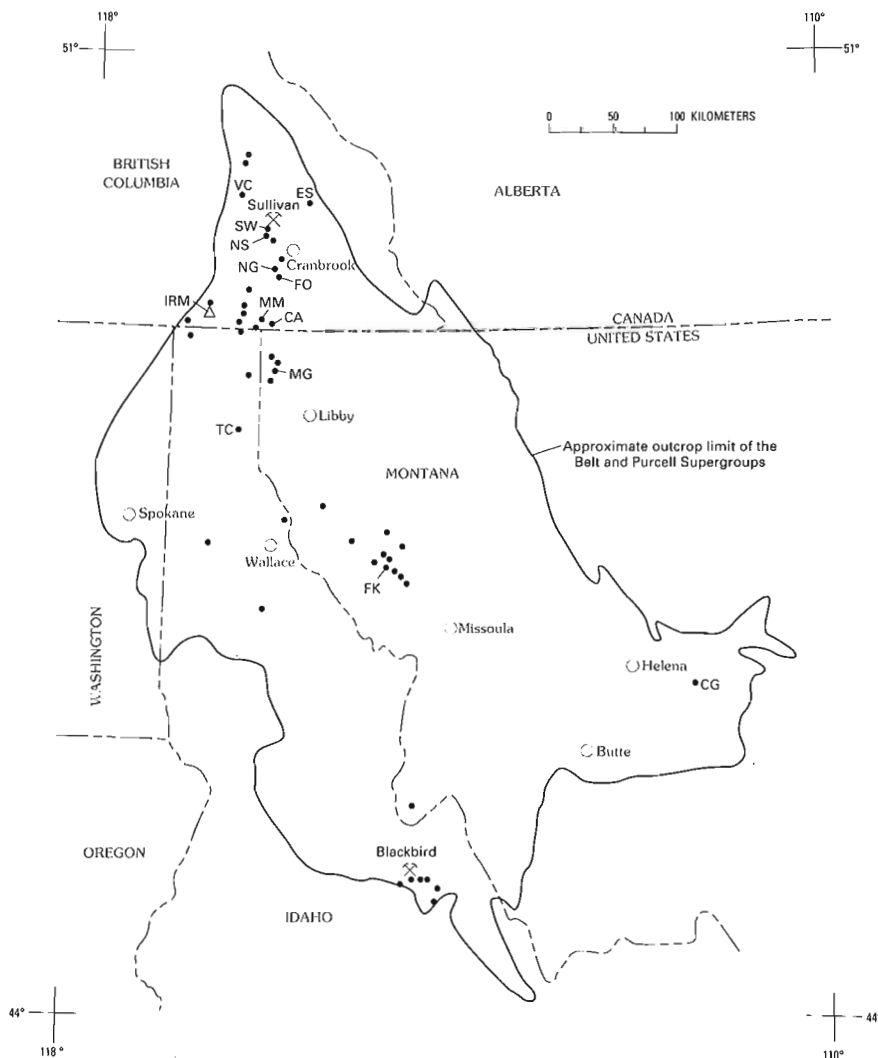 118°
110°
51°
51°
0 50 100 KILOMETERS
BRITISH
COLUMBIA
ALBERTA
VC
ES
Sullivan
SW
NS
Cranbrook
NG
FO
IRM
MM
CA
CANADA
UNITED STATES
MG
Libby
TC
Approximate outcrop limit of the
Belt and Purcell Supergroups
MONTANA
Spokane
Wallace
FK
Missoula
WASHINGTON
Helena
CG
Butte
OREGON
Blackbird
IDAHO
44°
44
118°
110°